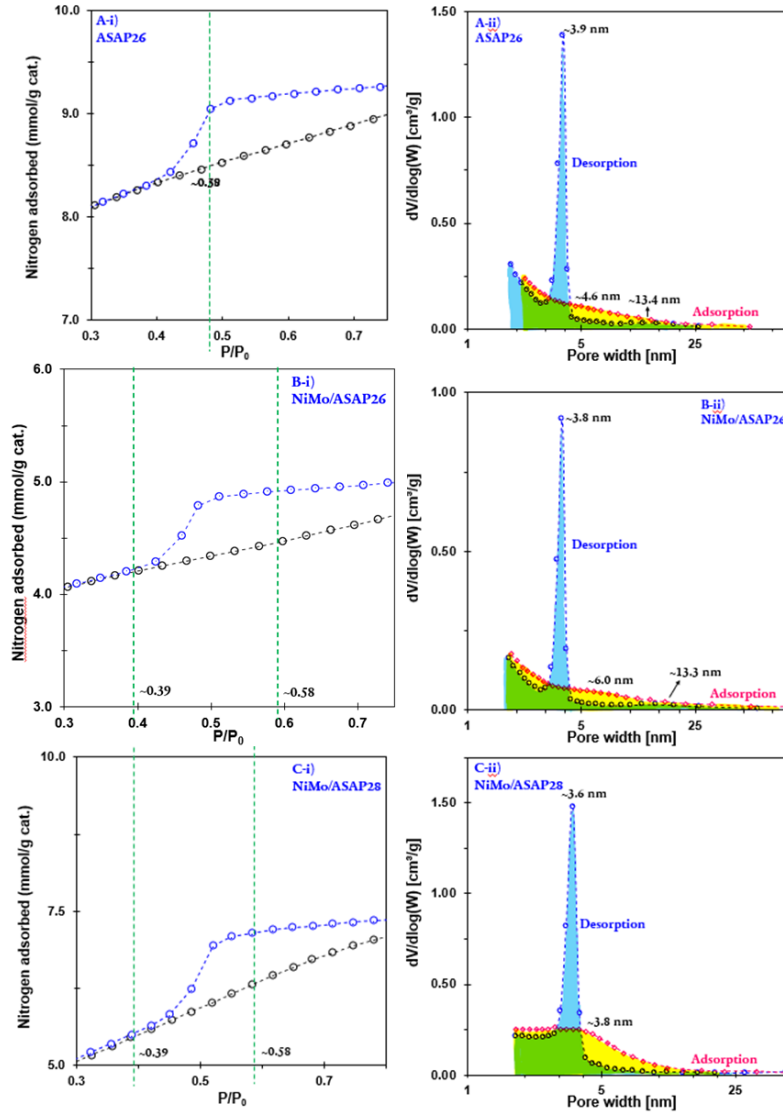 A-i)
ASAP26
10.0
9.0
8.0
7.0
Nitrogen adsorbed (mmol/g cat.)
0.3
0.4
0.5
0.6
0.7
P/P₀
A-ii)
ASAP26
~3.9 nm
1.50
1.00
0.50
0.00
dV/dlog(W) [cm³/g]
Desorption
~4.6 nm
~13.4 nm
Adsorption
1
5
25
Pore width [nm]
B-i)
NiMo/ASAP26
6.0
5.0
4.0
3.0
Nitrogen adsorbed (mmol/g cat.)
~0.39
~0.58
0.3
0.4
0.5
0.6
0.7
P/P₀
B-ii)
NiMo/ASAP26
~3.8 nm
1.00
0.50
0.00
dV/dlog(W) [cm³/g]
Desorption
~6.0 nm
~13.3 nm
Adsorption
1
5
25
Pore width [nm]
C-i)
NiMo/ASAP28
10.0
7.5
5.0
Nitrogen adsorbed (mmol/g cat.)
~0.39
~0.58
0.3
0.4
0.5
0.6
0.7
P/P₀
C-ii)
NiMo/ASAP28
~3.6 nm
1.50
1.00
0.50
0.00
dV/dlog(W) [cm³/g]
Desorption
~3.8 nm
Adsorption
1
5
25
Pore width [nm]